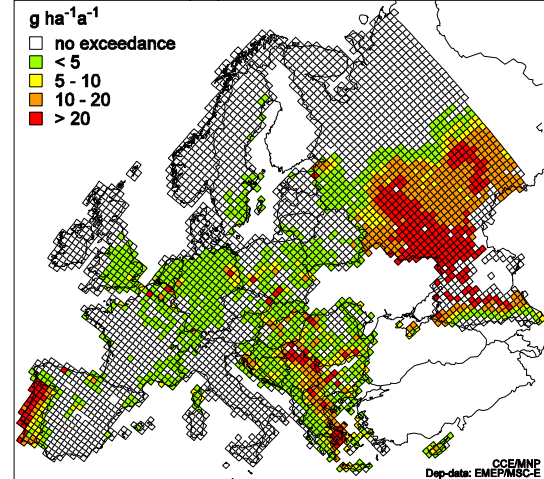 g ha⁻¹a⁻¹
no exceedance
< 5
5 - 10
10 - 20
> 20
CCE/MNP
Dep-data: EMEP/MSC-E